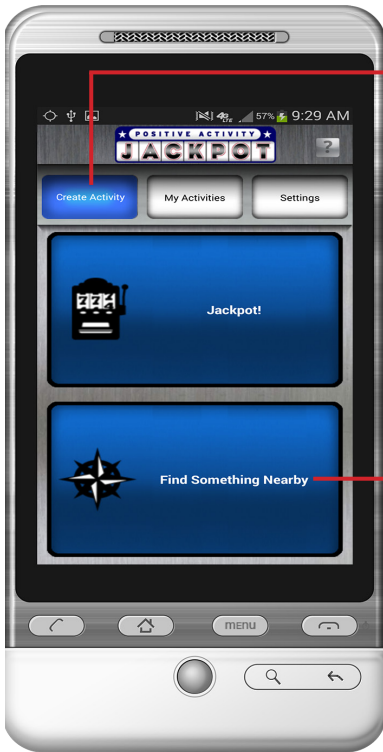 57% 9:29 AM
POSITIVE ACTIVITY
JACKPOT
?
Create Activity My Activities Settings
Jackpot!
Find Something Nearby
MENU